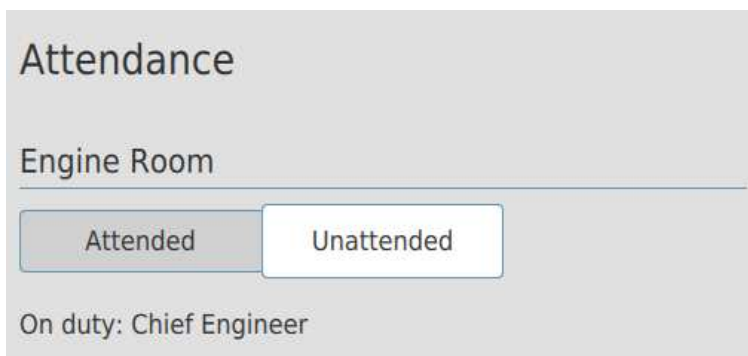 Attendance
Engine Room
Attended Unattended
On duty: Chief Engineer